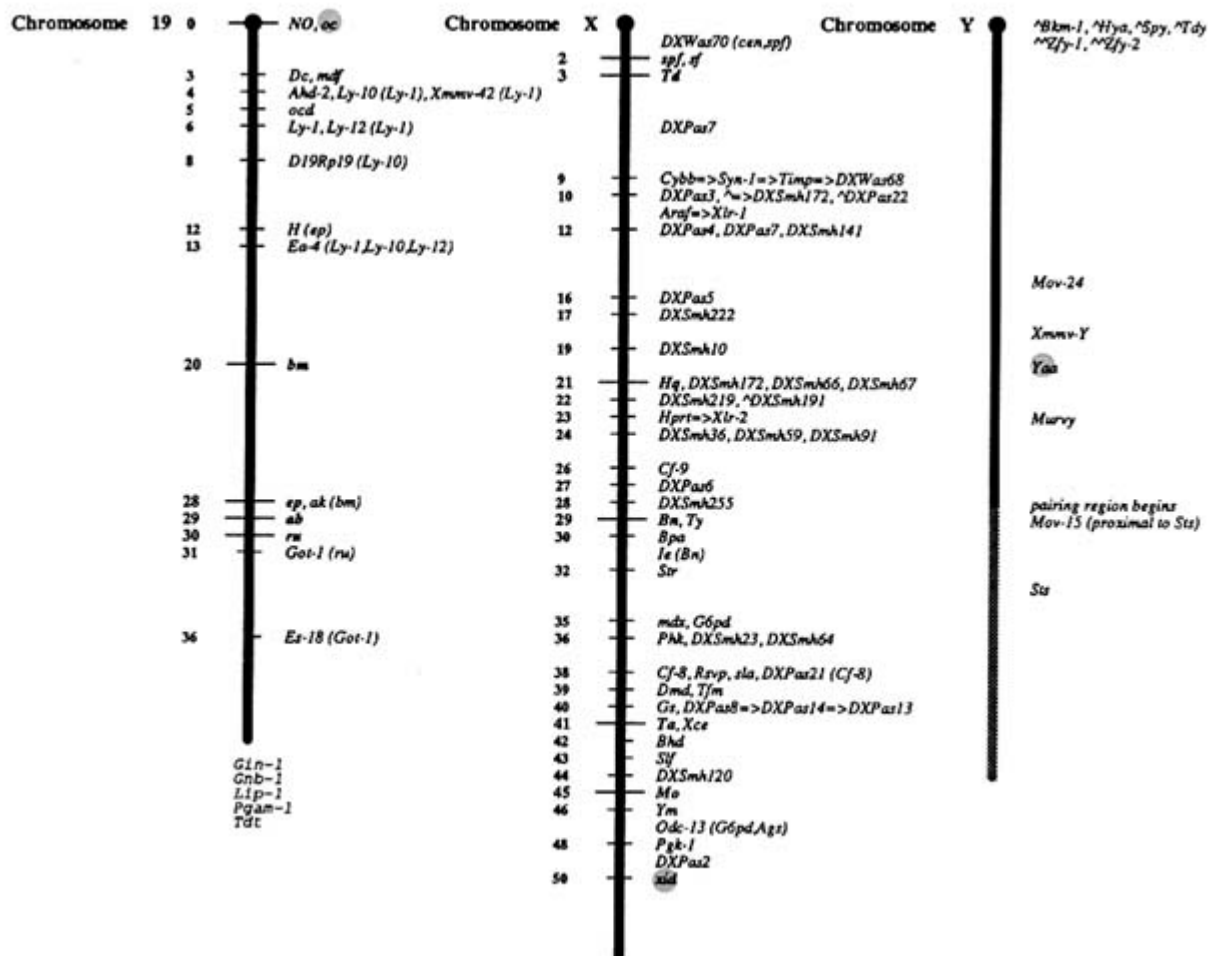 Chromosome 19
0 NO, oc
3 Dc, mdf
4 Ahd-2, Ly-10 (Ly-1), Xmmv-42 (Ly-1)
5 ocd
6 Ly-1, Ly-12 (Ly-1)
8 D19Rp19 (Ly-10)
12 H (ep)
13 Ea-4 (Ly-1,Ly-10,Ly-12)
20 bm
28 ep, ak (bm)
29 ab
30 ru
31 Got-1 (ru)
36 Es-18 (Got-1)
Gin-1
Gnb-1
Lip-1
Pgam-1
Tdt
Chromosome X
DXWas70 (cen,spf)
2 spf, sf
3 Td
DXPas7
9 Cybb=>Syn-1=>Timp=>DXWas68
10 DXPas3, ^=>DXSmh172, ^DXPas22
Araf=>Xlr-1
12 DXPas4, DXPas7, DXSmh141
16 DXPas5
17 DXSmh222
19 DXSmh10
21 Hq, DXSmh172, DXSmh66, DXSmh67
22 DXSmh219, ^DXSmh191
23 Hprt=>Xlr-2
24 DXSmh36, DXSmh59, DXSmh91
26 Cf-9
27 DXPas6
28 DXSmh255
29 Bn, Ty
30 Bpa
Ie (Bn)
32 Str
35 mdx, G6pd
36 Phk, DXSmh23, DXSmh64
38 Cf-8, Rsvp, sla, DXPas21 (Cf-8)
39 Dmd, Tfm
40 Gs, DXPas8=>DXPas14=>DXPas13
41 Ta, Xce
42 Bhd
43 Slf
44 DXSmh120
45 Mo
46 Ym
Odc-13 (G6pd,Ags)
48 Pgk-1
DXPas2
50 xid
Chromosome Y
^Bkm-1, ^Hya, ^Spy, ^Tdy
^^Zfy-1, ^^Zfy-2
Mov-24
Xmmv-Y
Yaa
Murvy
pairing region begins
Mov-15 (proximal to Sts)
Sts